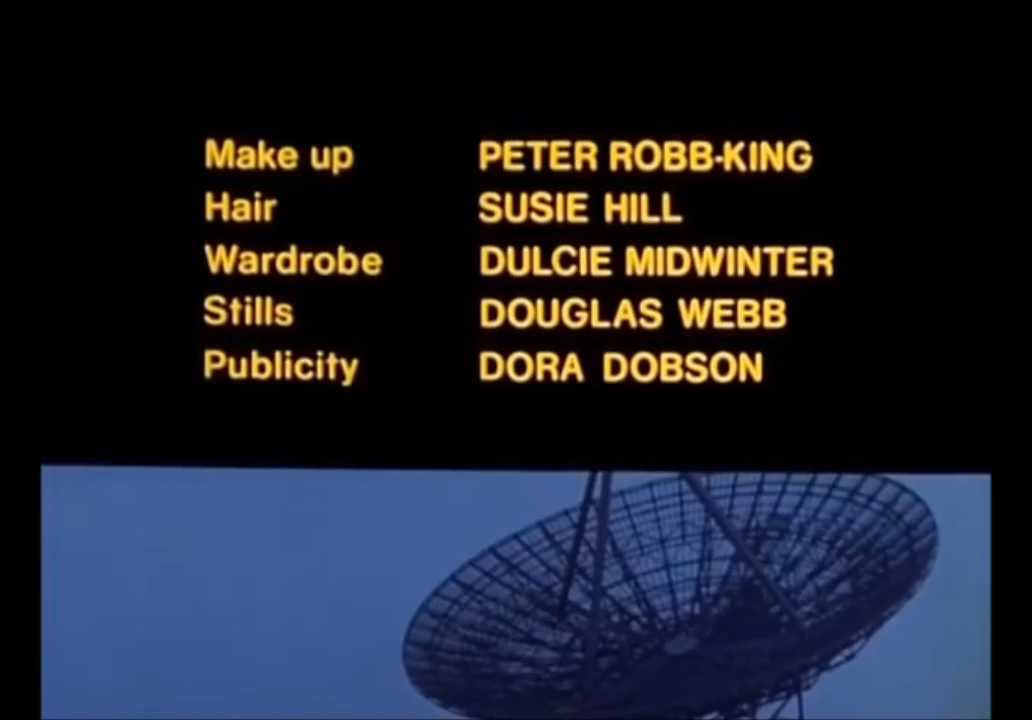 Make up PETER ROBB-KING
Hair SUSIE HILL
Wardrobe DULCIE MIDWINTER
Stills DOUGLAS WEBB
Publicity DORA DOBSON